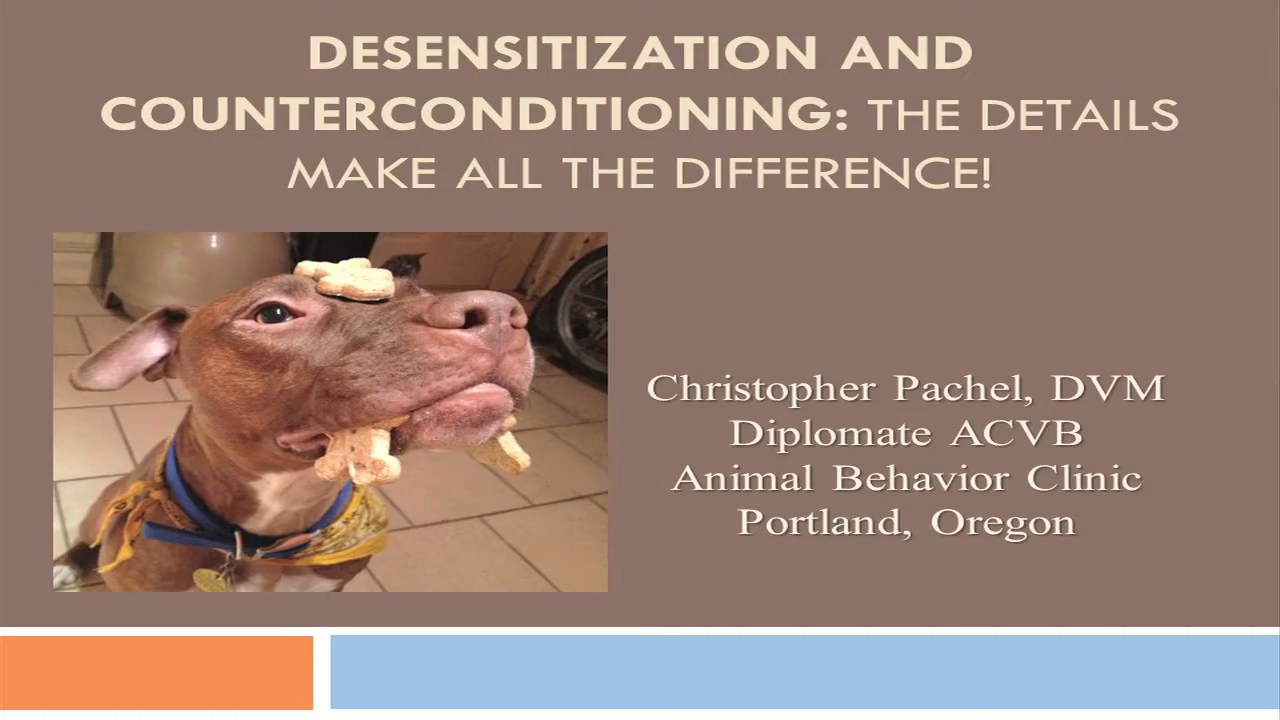 DESENSITIZATION AND
COUNTERCONDITIONING: THE DETAILS
MAKE ALL THE DIFFERENCE!
Christopher Pachel, DVM
Diplomate ACVB
Animal Behavior Clinic
Portland, Oregon